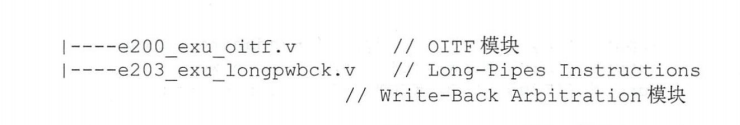 |----e200_exu_oitf.v // OITF模块
|----e203_exu_longpwbck.v // Long-Pipes Instructions
// Write-Back Arbitration模块